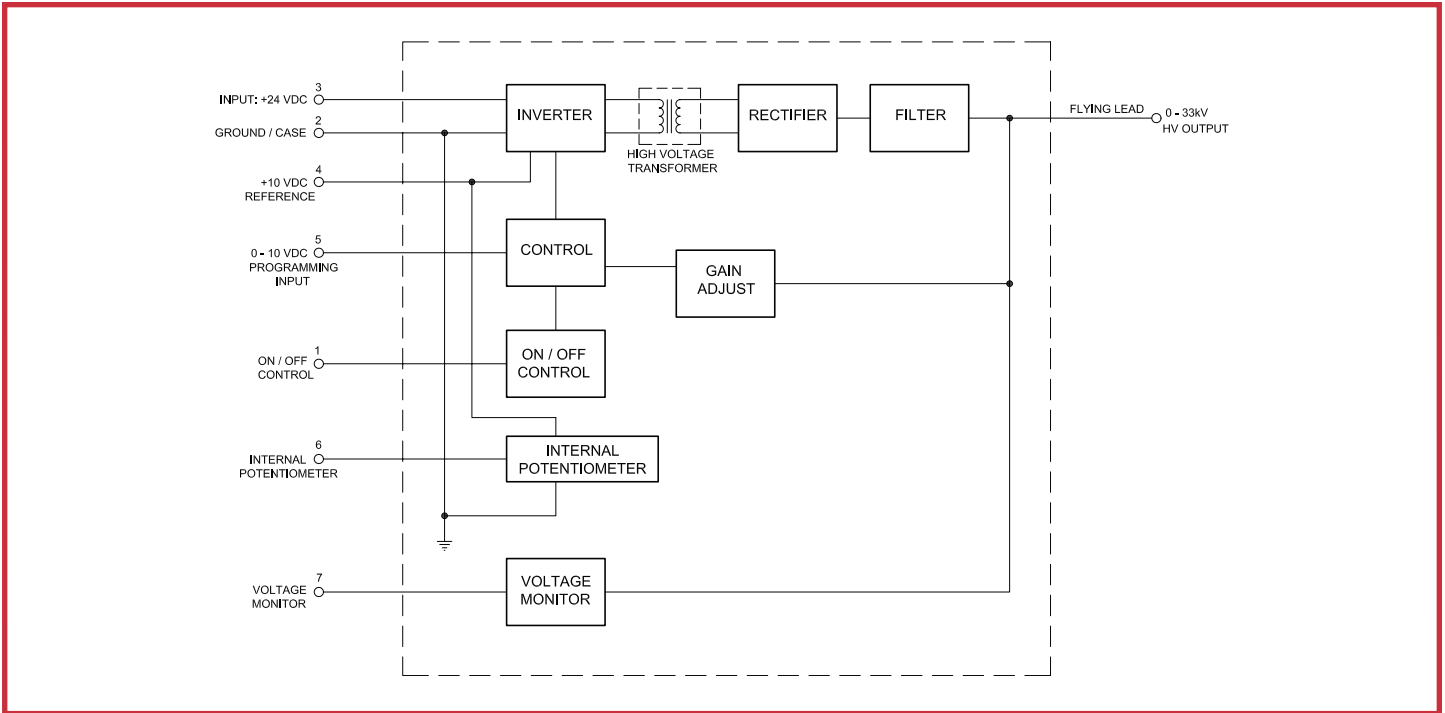 3
INPUT: +24 VDC
2
GROUND / CASE
4
+10 VDC
REFERENCE
5
0 - 10 VDC
PROGRAMMING
INPUT
1
ON / OFF
CONTROL
6
INTERNAL
POTENTIOMETER
7
VOLTAGE
MONITOR
INVERTER
HIGH VOLTAGE
TRANSFORMER
RECTIFIER
FILTER
FLYING LEAD
0 - 33kV
HV OUTPUT
CONTROL
GAIN
ADJUST
ON / OFF
CONTROL
INTERNAL
POTENTIOMETER
VOLTAGE
MONITOR